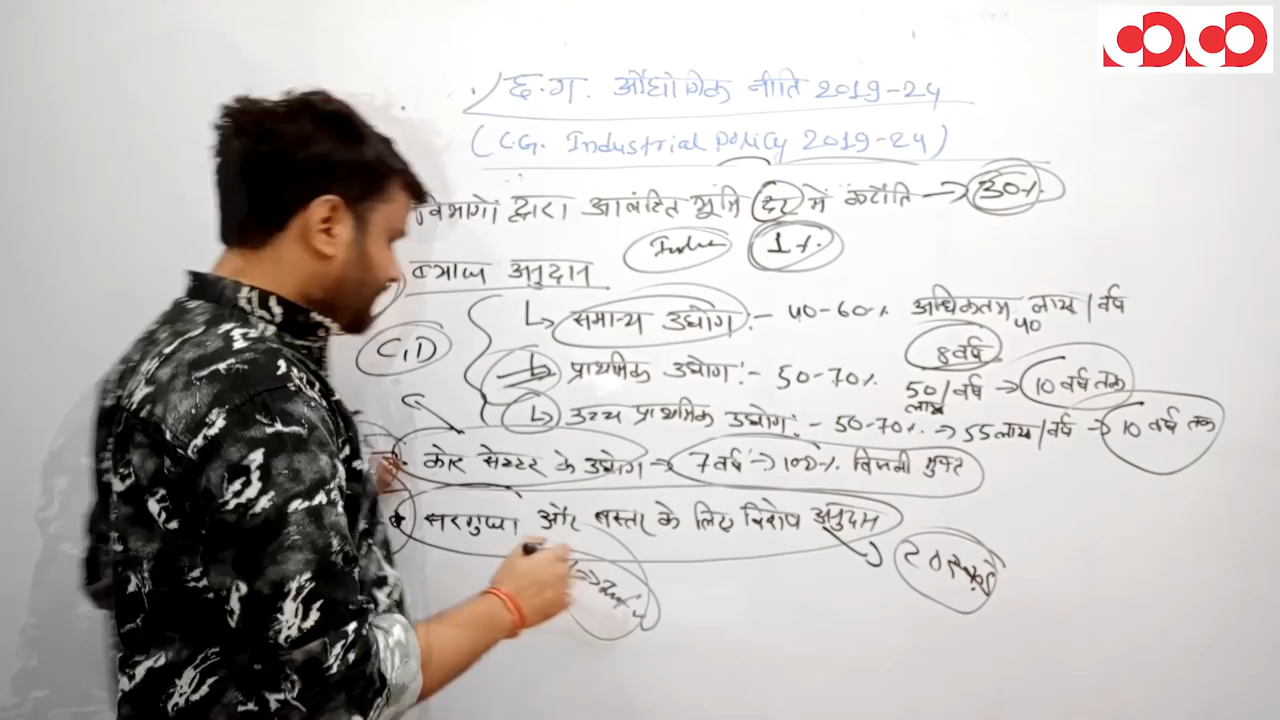 छ.ग. औद्योगिक नीति 2019-24
(C.G. Industrial Policy 2019-24)
विभागों द्वारा आवंटित भूमि दर में कटौति → 30%
1%
ब्याज अनुदान
C,D
↳ समान्य उद्योग :- 40-60% अधिकतम 40 लाख/वर्ष
8 वर्ष
↳ प्राथमिक उद्योग :- 50-70% 50 लाख/वर्ष → 10 वर्ष तक
↳ उच्च प्राथमिक उद्योग :- 50-70% → 55 लाख/वर्ष → 10 वर्ष तक
कोर सेक्टर के उद्योग → 7 वर्ष → 100% बिजली मुफ्त
सरगुजा और बस्तर के लिए विशेष अनुदान